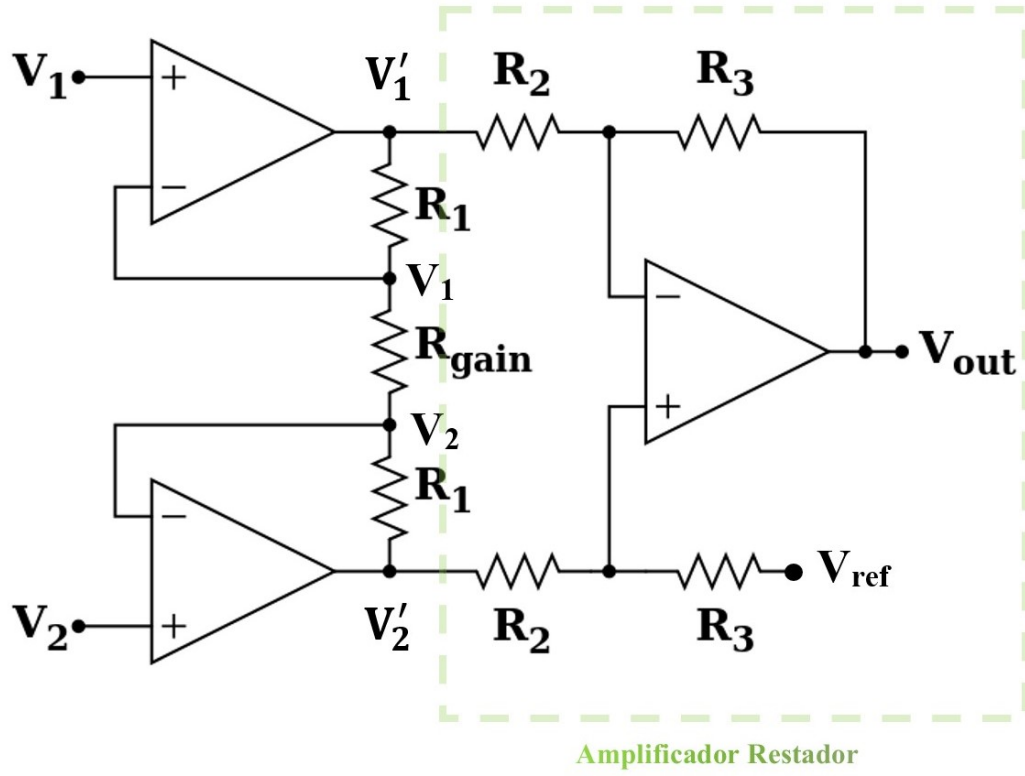 V₁
+
−
V₁′
R₂
R₃
R₁
V₁
R_gain
−
+
V_out
V₂
R₁
−
+
V₂
V₂′
R₂
R₃
V_ref
Amplificador Restador